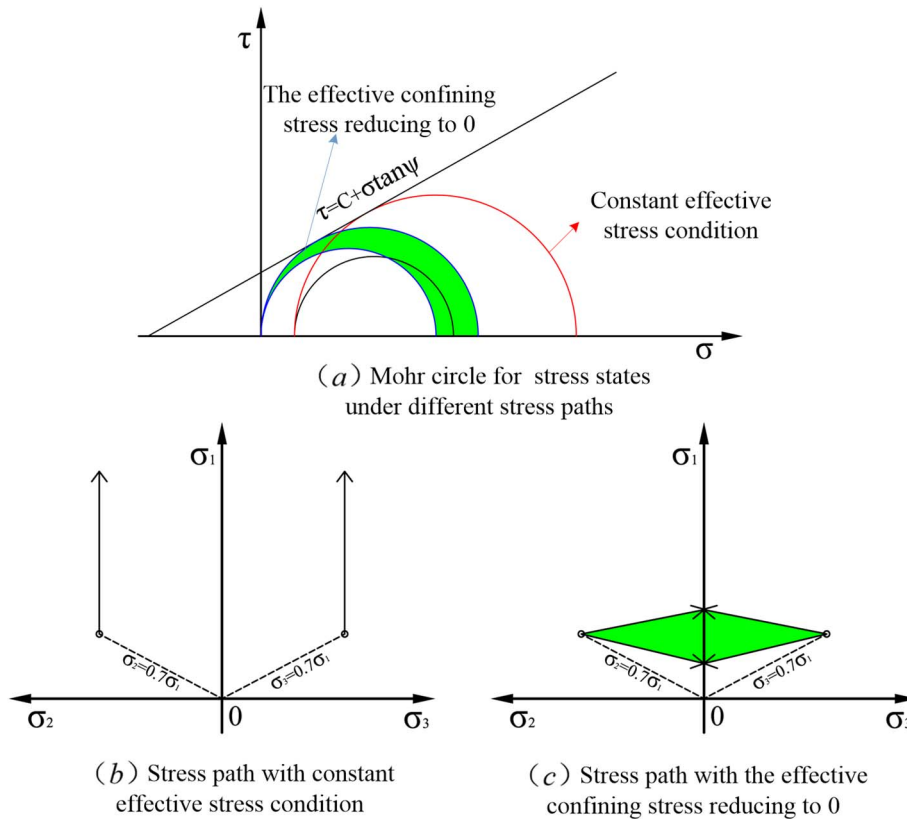 τ
The effective confining
stress reducing to 0
τ=C+σtanψ
Constant effective
stress condition
σ
(a) Mohr circle for stress states
under different stress paths
σ1
σ2=0.7σ1
σ3=0.7σ1
σ2
0
σ3
(b) Stress path with constant
effective stress condition
σ1
σ2=0.7σ1
σ3=0.7σ1
σ2
0
σ3
(c) Stress path with the effective
confining stress reducing to 0